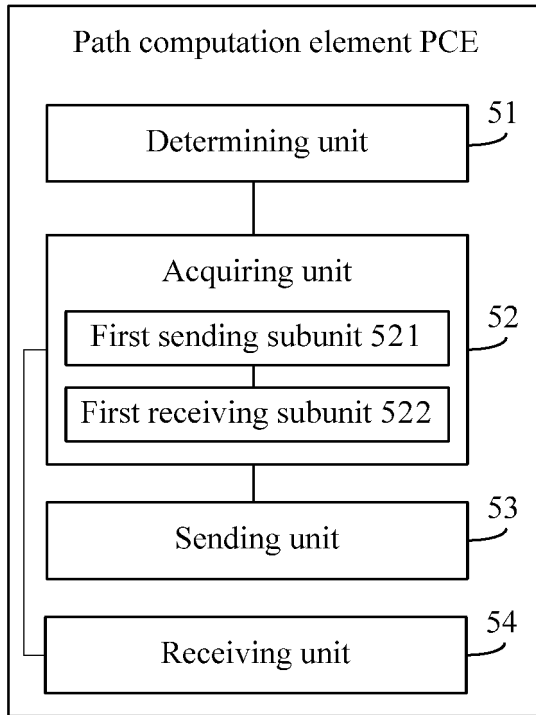 Path computation element PCE
51
Determining unit
Acquiring unit
52
First sending subunit 521
First receiving subunit 522
53
Sending unit
54
Receiving unit